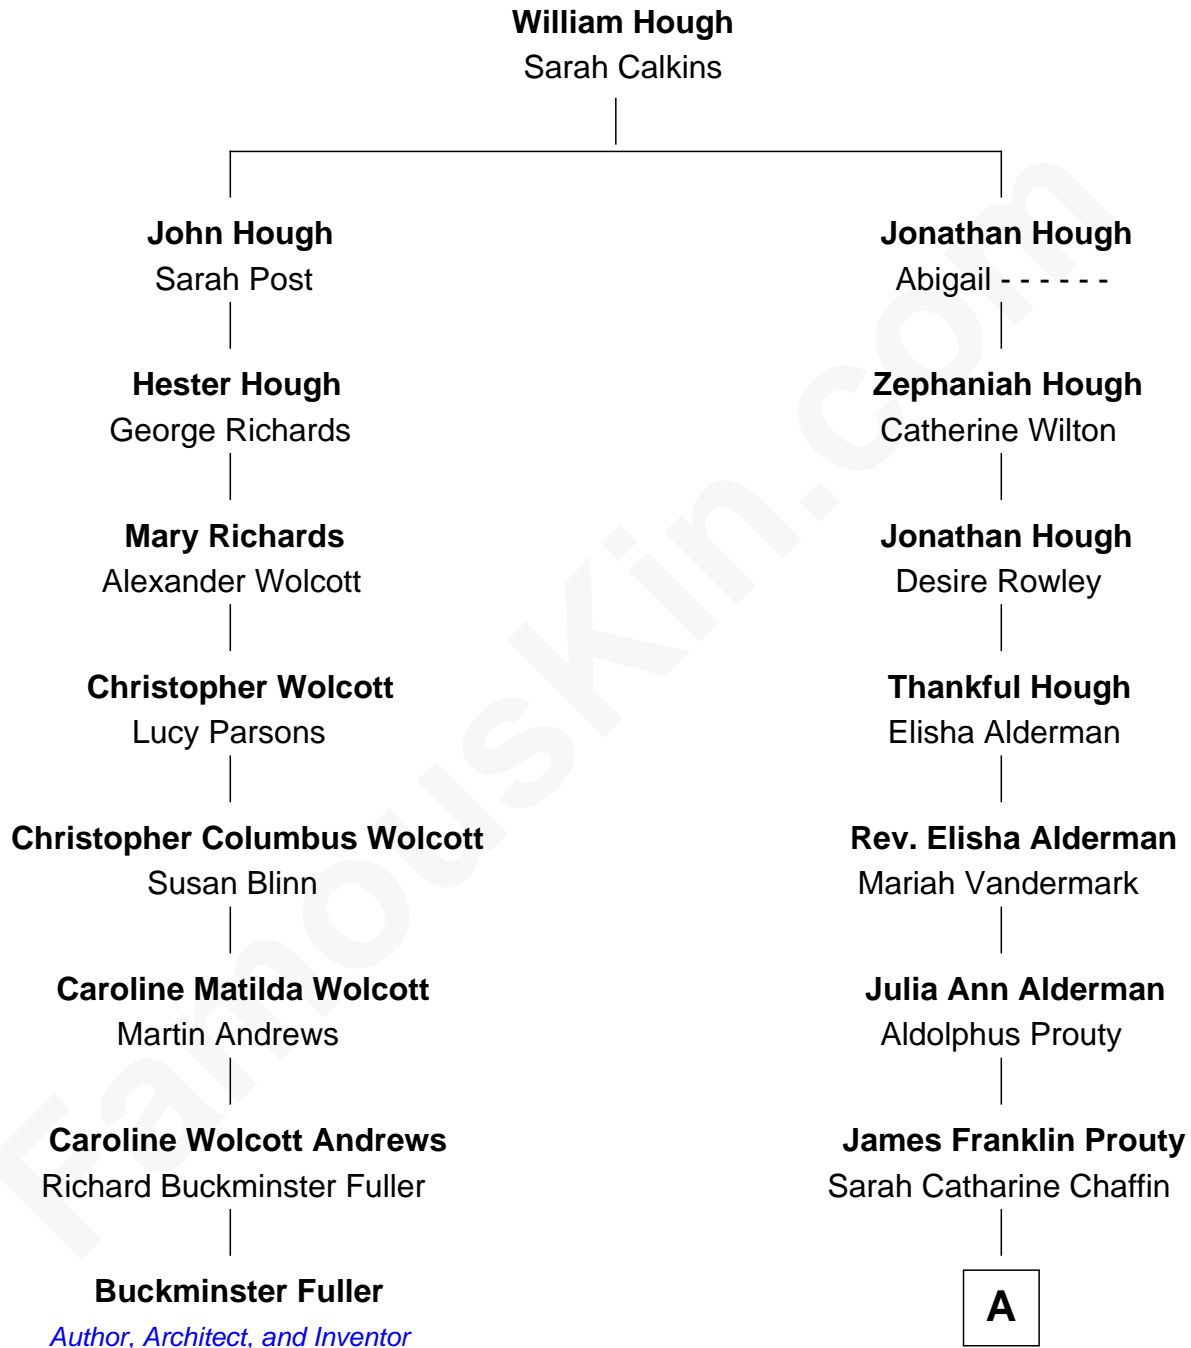 William Hough
Sarah Calkins
John Hough
Sarah Post
Hester Hough
George Richards
Mary Richards
Alexander Wolcott
Christopher Wolcott
Lucy Parsons
Christopher Columbus Wolcott
Susan Blinn
Caroline Matilda Wolcott
Martin Andrews
Caroline Wolcott Andrews
Richard Buckminster Fuller
Buckminster Fuller
Author, Architect, and Inventor
Jonathan Hough
Abigail - - - - - -
Zephaniah Hough
Catherine Wilton
Jonathan Hough
Desire Rowley
Thankful Hough
Elisha Alderman
Rev. Elisha Alderman
Mariah Vandermark
Julia Ann Alderman
Aldolphus Prouty
James Franklin Prouty
Sarah Catharine Chaffin
A
FamousKin.com